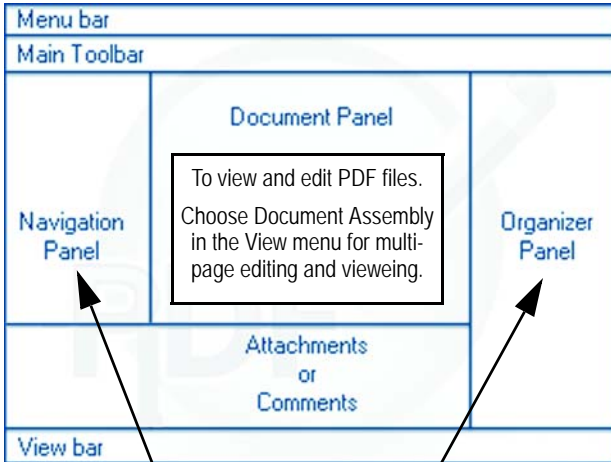 Menu bar
Main Toolbar
Document Panel
To view and edit PDF files.
Choose Document Assembly
in the View menu for multi-
page editing and vieweing.
Navigation
Panel
Organizer
Panel
Attachments
or
Comments
View bar
PDF